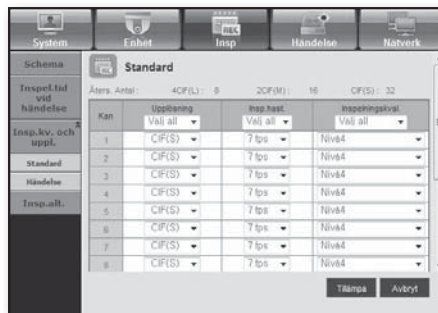 System Enhet Insp Händelse Nätverk
REC
Schema
Inspel.tid
vid
händelse
Insp.kv. och
uppl.
Standard
Händelse
Insp.alt.
Standard
Åters. Antal : 4CIF(L) : 8 2CIF(M) : 16 CIF(S) : 32
Kan Upplösning Insp.hast. Inspelningskval.
Välj all Välj all Välj all
1 CIF(S) 7 fps Nivå4
2 CIF(S) 7 fps Nivå4
3 CIF(S) 7 fps Nivå4
4 CIF(S) 7 fps Nivå4
5 CIF(S) 7 fps Nivå4
6 CIF(S) 7 fps Nivå4
7 CIF(S) 7 fps Nivå4
8 CIF(S) 7 fps Nivå4
Tillämpa Avbryt